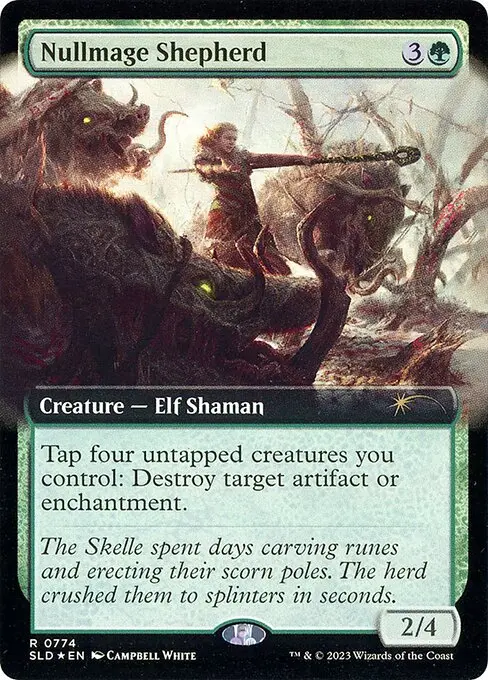 Nullmage Shepherd
3
Creature — Elf Shaman
Tap four untapped creatures you
control: Destroy target artifact or
enchantment.
The Skelle spent days carving runes
and erecting their scorn poles. The herd
crushed them to splinters in seconds.
2/4
R 0774
SLD ★ EN CAMPBELL WHITE
™ & © 2023 Wizards of the Coast